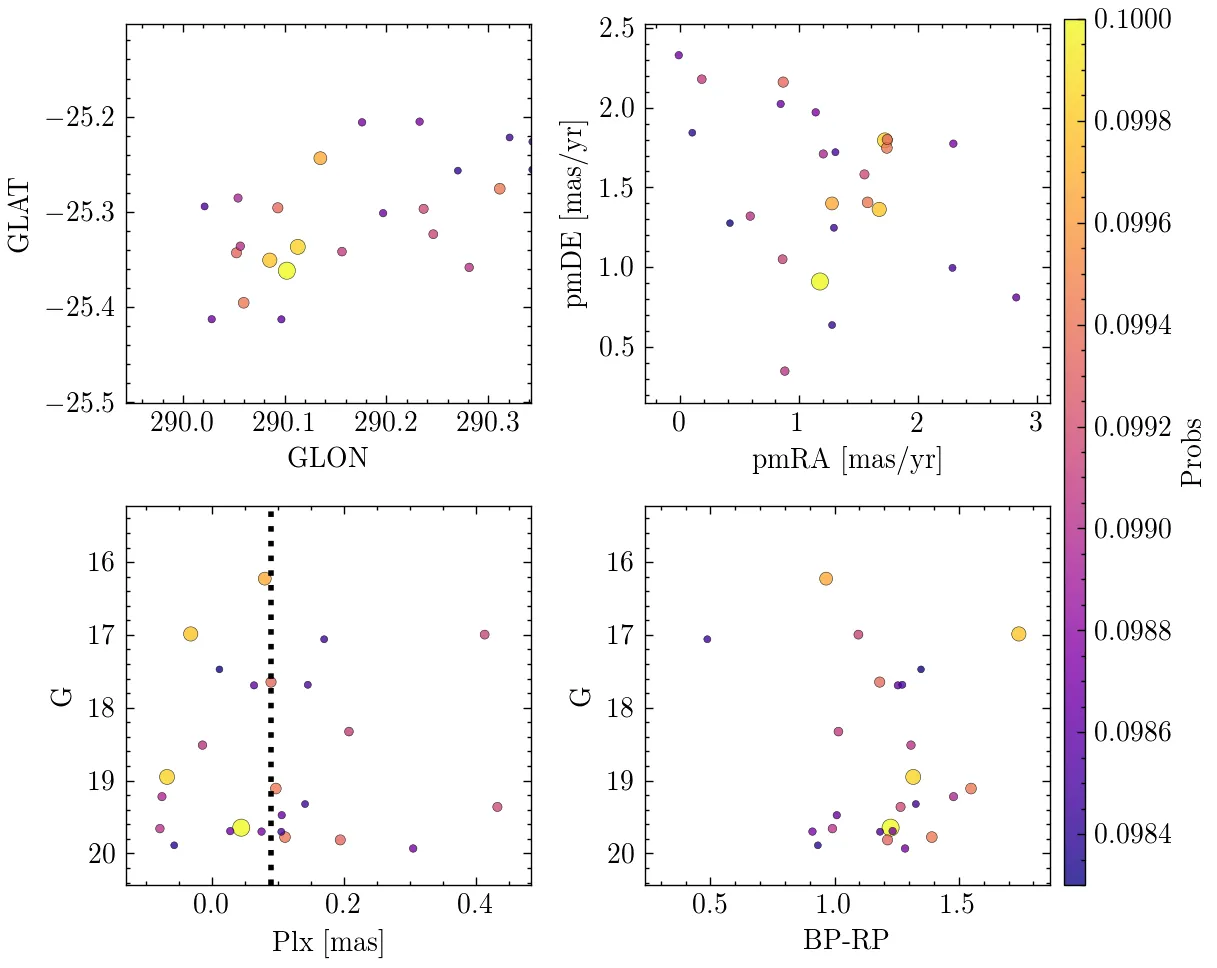 −25.2
−25.3
−25.4
−25.5
GLAT
290.0 290.1 290.2 290.3
GLON
2.5
2.0
1.5
1.0
0.5
pmDE [mas/yr]
0 1 2 3
pmRA [mas/yr]
16
17
18
19
20
G
0.0 0.2 0.4
Plx [mas]
16
17
18
19
20
G
0.5 1.0 1.5
BP-RP
0.1000
0.0998
0.0996
0.0994
0.0992
0.0990
0.0988
0.0986
0.0984
Probs